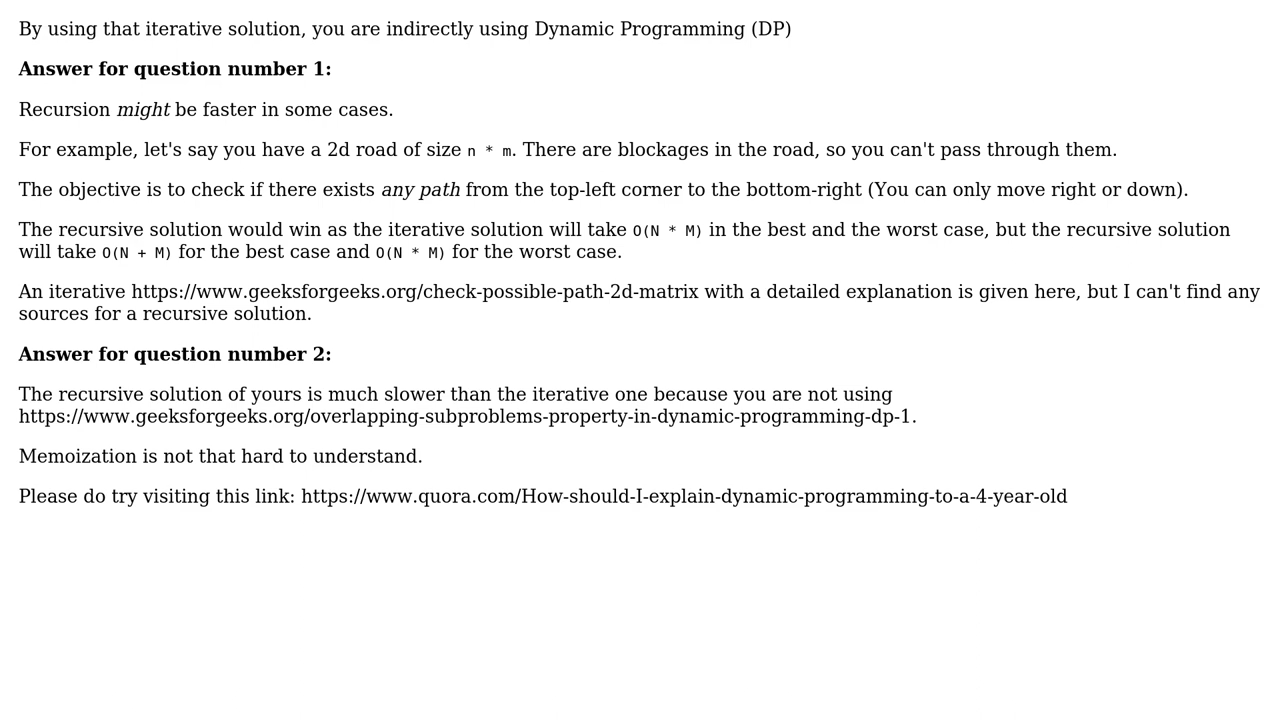 By using that iterative solution, you are indirectly using Dynamic Programming (DP)
Answer for question number 1:
Recursion might be faster in some cases.
For example, let's say you have a 2d road of size n * m. There are blockages in the road, so you can't pass through them.
The objective is to check if there exists any path from the top-left corner to the bottom-right (You can only move right or down).
The recursive solution would win as the iterative solution will take O(N * M) in the best and the worst case, but the recursive solution
will take O(N + M) for the best case and O(N * M) for the worst case.
An iterative https://www.geeksforgeeks.org/check-possible-path-2d-matrix with a detailed explanation is given here, but I can't find any
sources for a recursive solution.
Answer for question number 2:
The recursive solution of yours is much slower than the iterative one because you are not using
https://www.geeksforgeeks.org/overlapping-subproblems-property-in-dynamic-programming-dp-1.
Memoization is not that hard to understand.
Please do try visiting this link: https://www.quora.com/How-should-I-explain-dynamic-programming-to-a-4-year-old